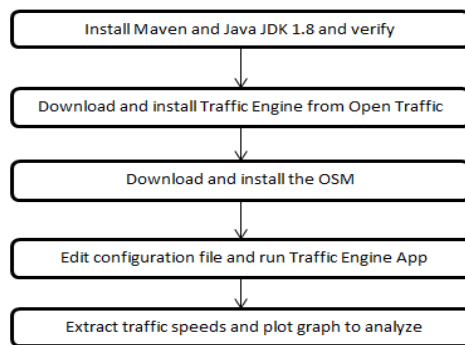 Install Maven and Java JDK 1.8 and verify
Download and install Traffic Engine from Open Traffic
Download and install the OSM
Edit configuration file and run Traffic Engine App
Extract traffic speeds and plot graph to analyze